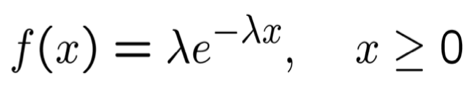 f(x) = λe^{−λx}, x ≥ 0